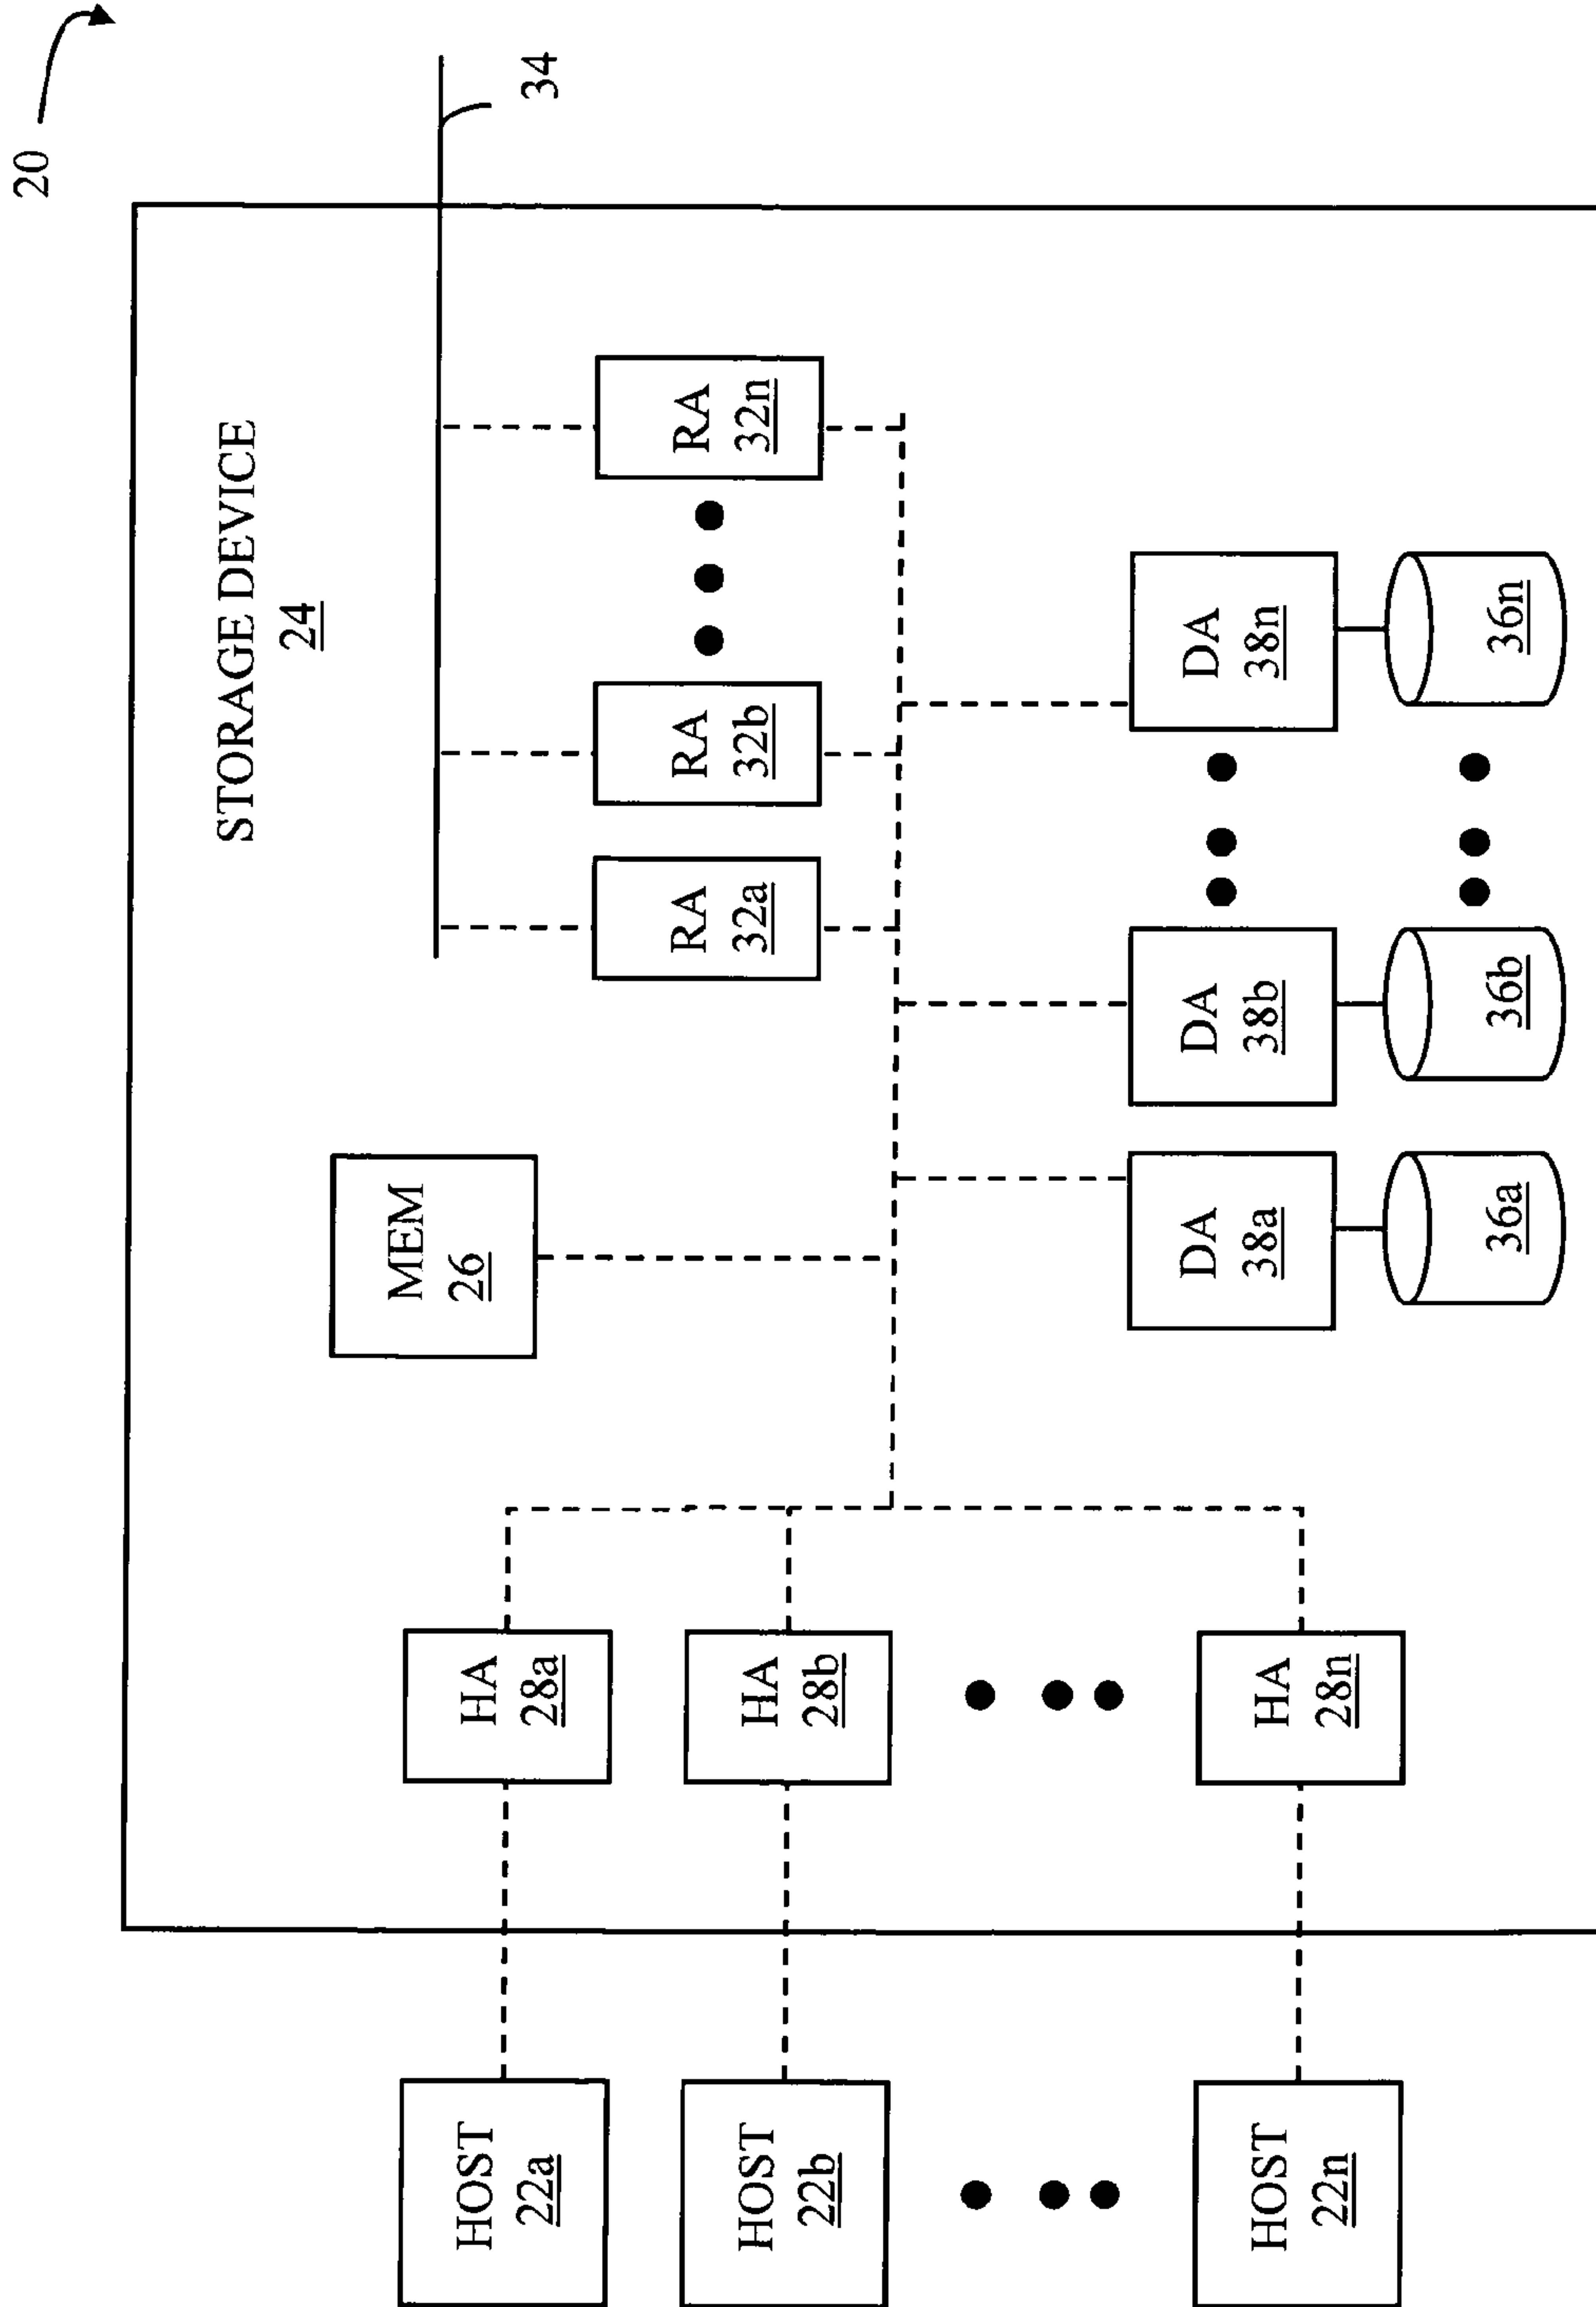 20
STORAGE DEVICE
24
34
MEM
26
RA
32a
RA
32b
RA
32n
HOST
22a
HA
28a
HOST
22b
HA
28b
HOST
22n
HA
28n
DA
38a
DA
38b
DA
38n
36a
36b
36n